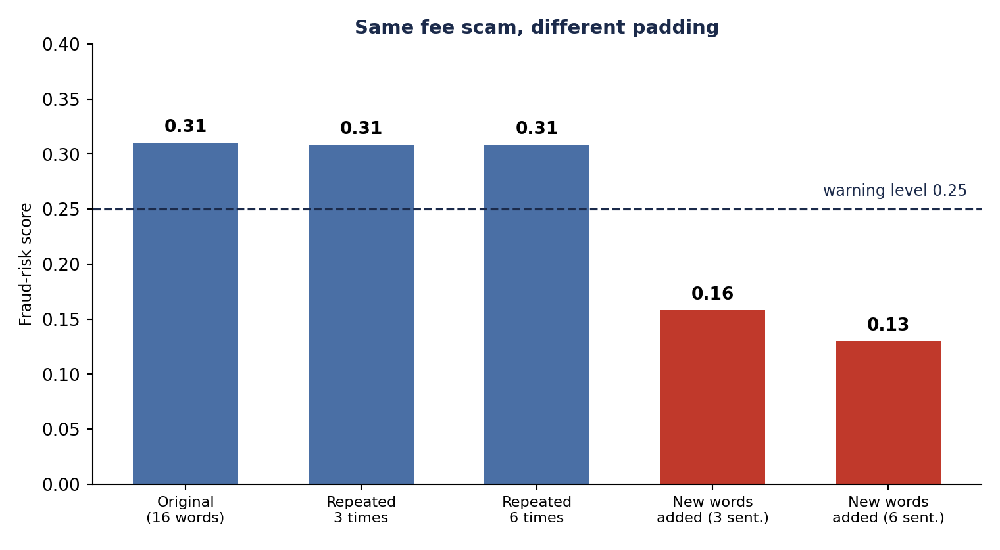 Same fee scam, different padding
Fraud-risk score
0.40
0.35
0.30
0.25
0.20
0.15
0.10
0.05
0.00
0.31
0.31
0.31
0.16
0.13
warning level 0.25
Original
(16 words)
Repeated
3 times
Repeated
6 times
New words
added (3 sent.)
New words
added (6 sent.)